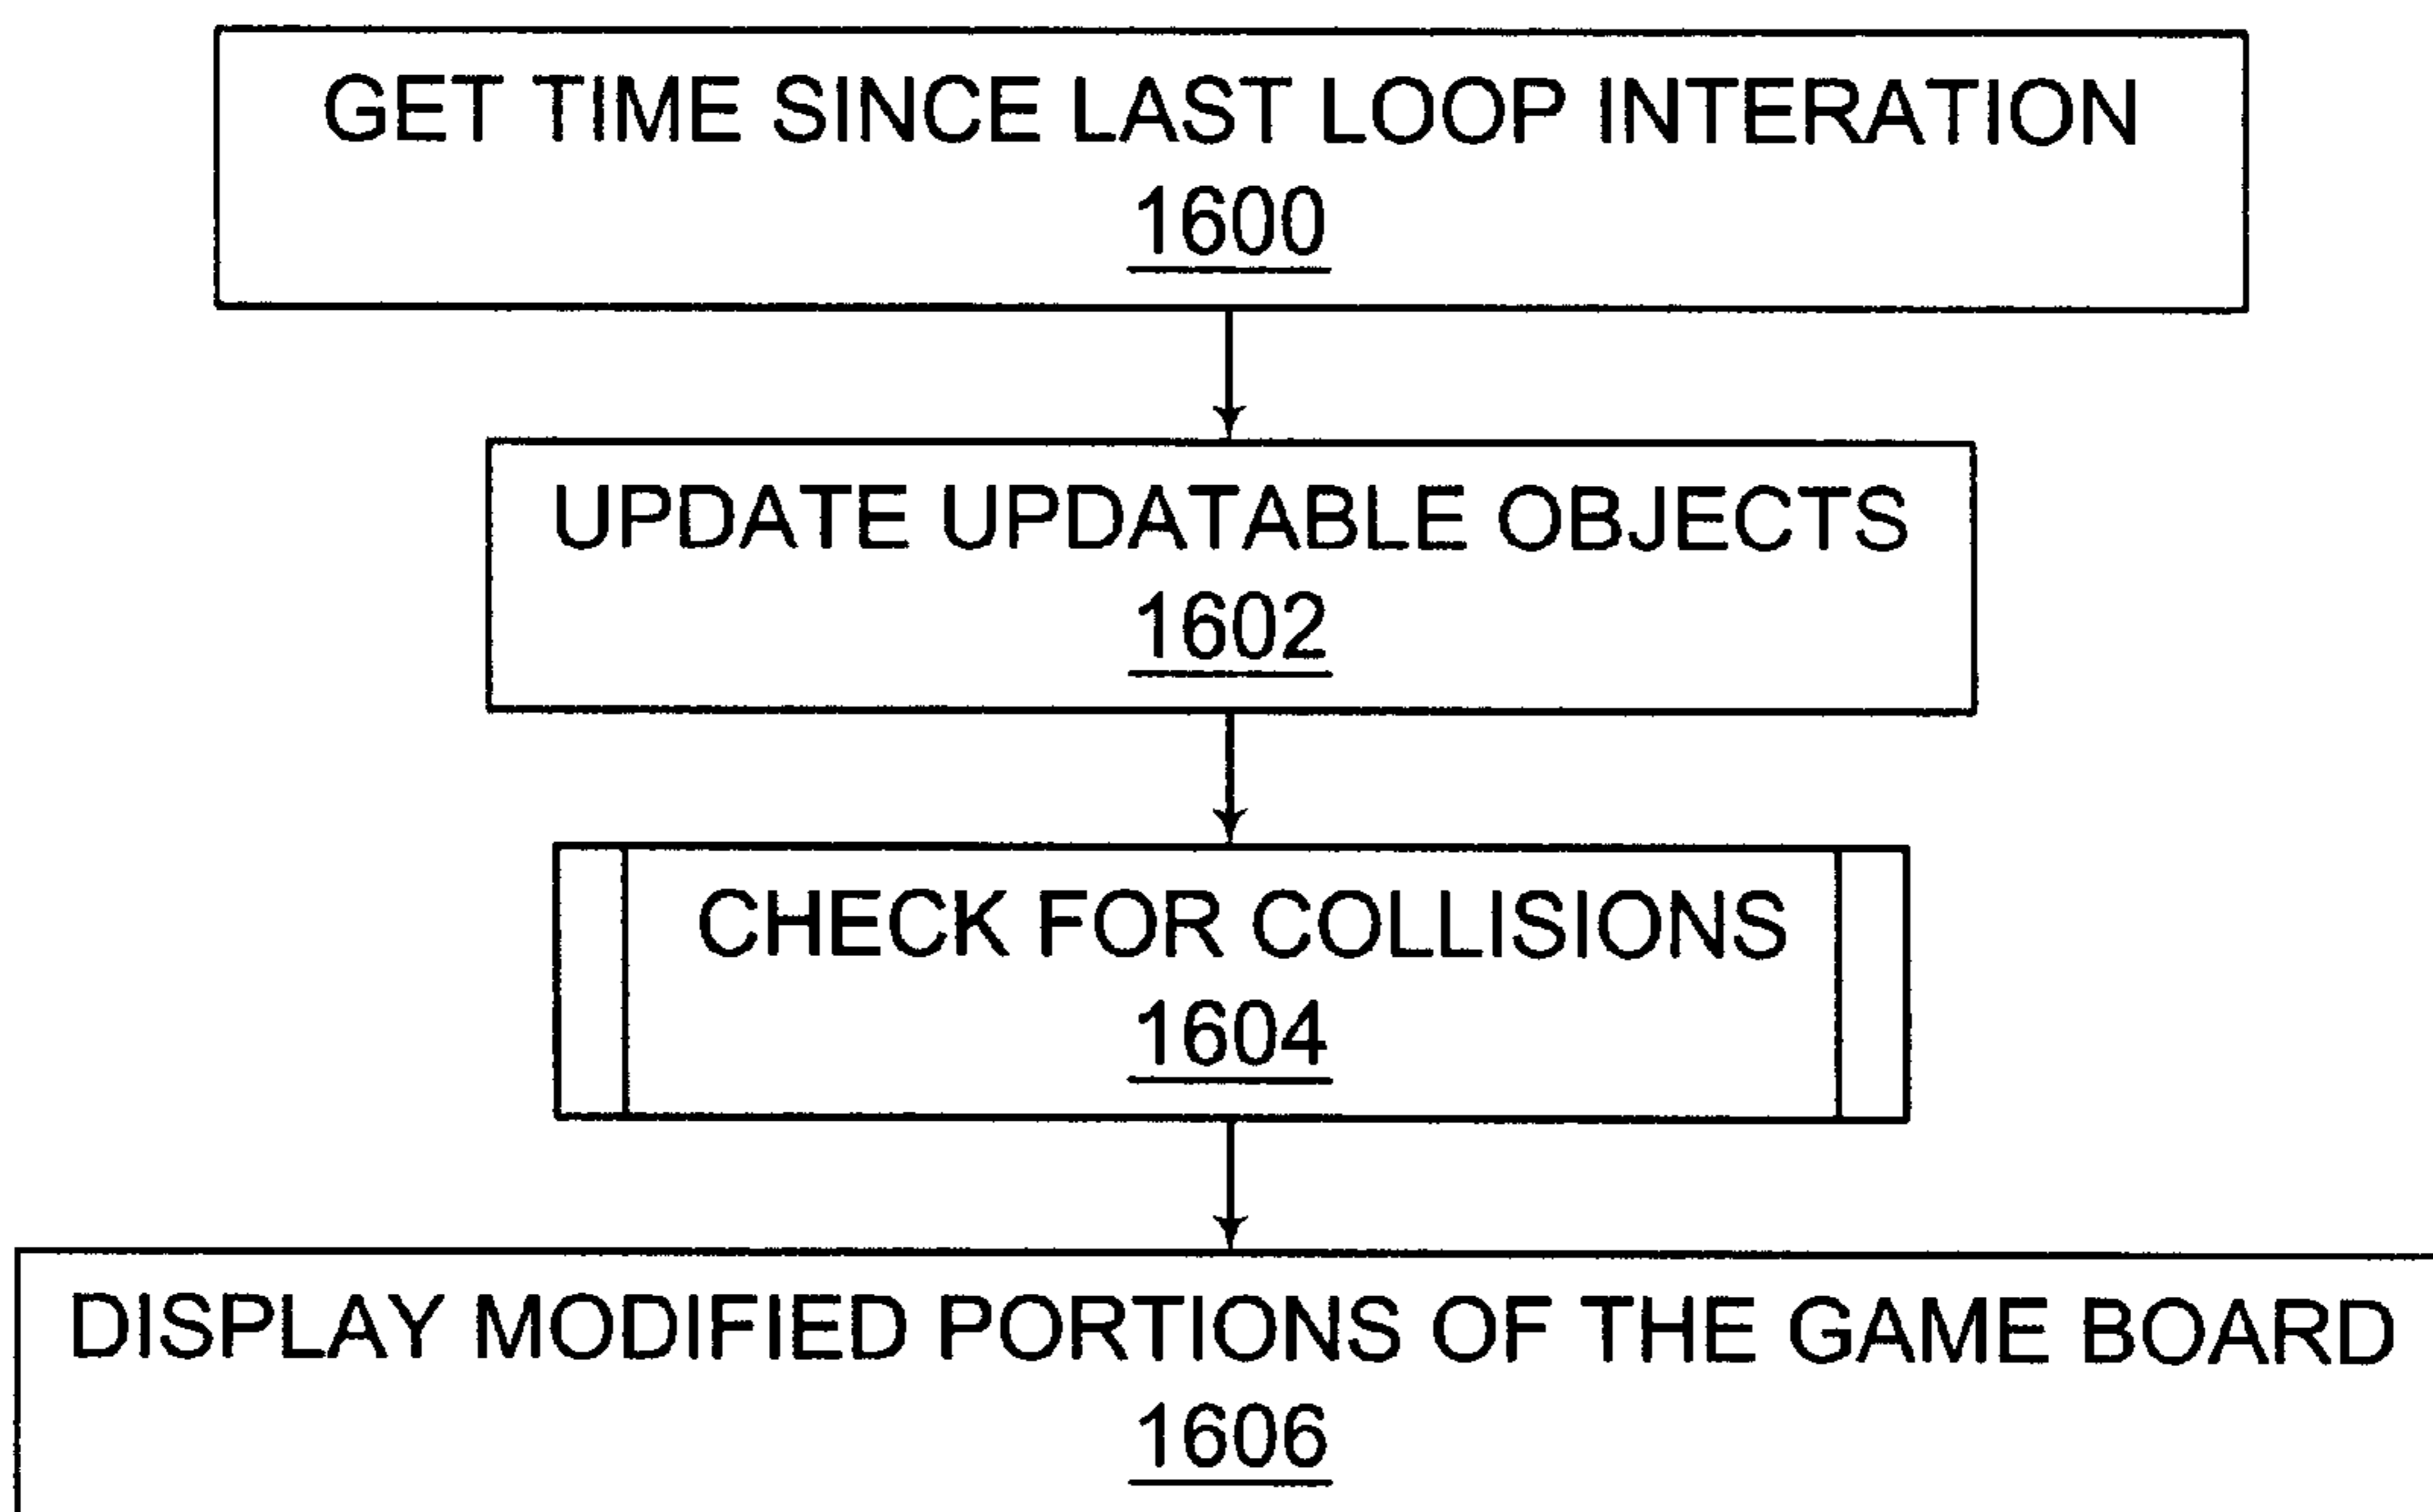 GET TIME SINCE LAST LOOP INTERATION
1600
UPDATE UPDATABLE OBJECTS
1602
CHECK FOR COLLISIONS
1604
DISPLAY MODIFIED PORTIONS OF THE GAME BOARD
1606